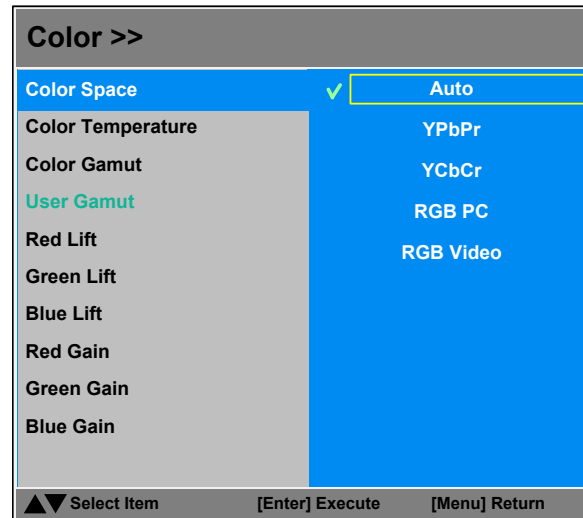 Color >>
Color Space Auto
Color Temperature YPbPr
Color Gamut YCbCr
User Gamut RGB PC
Red Lift RGB Video
Green Lift
Blue Lift
Red Gain
Green Gain
Blue Gain
Select Item [Enter] Execute [Menu] Return